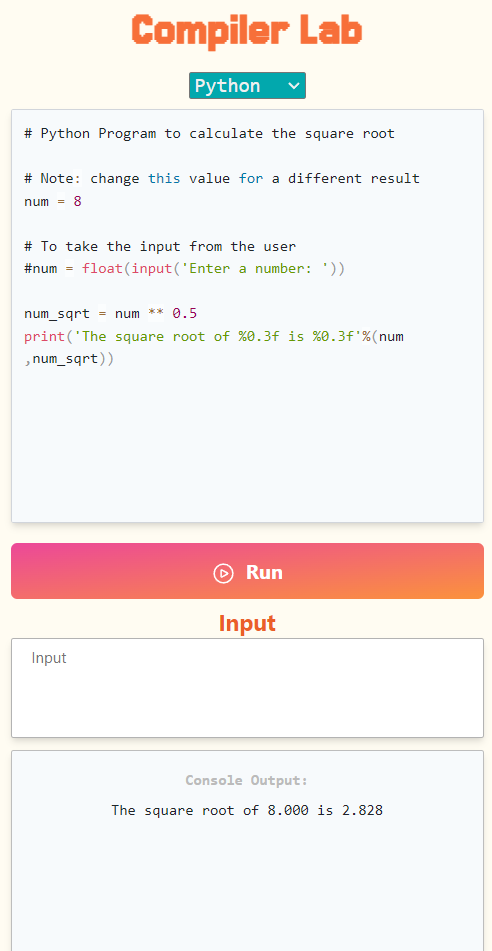 Compiler Lab
Python
# Python Program to calculate the square root
# Note: change this value for a different result
num = 8
# To take the input from the user
#num = float(input('Enter a number: '))
num_sqrt = num ** 0.5
print('The square root of %0.3f is %0.3f'%(num
,num_sqrt))
Run
Input
Input
Console Output:
The square root of 8.000 is 2.828